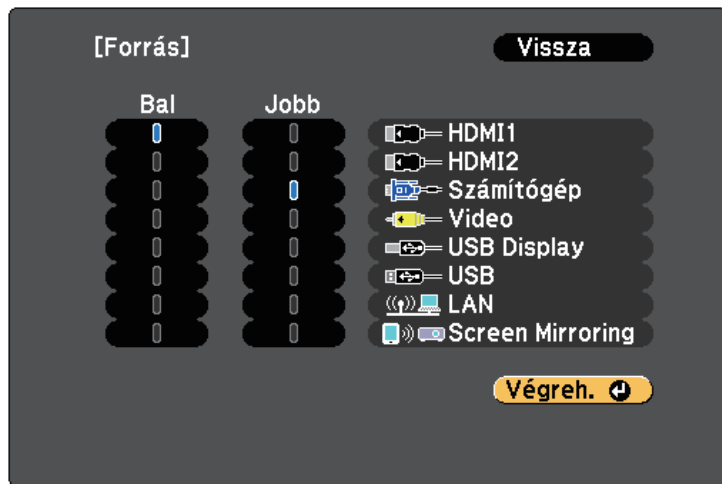 [Forrás]
Vissza
Bal
Jobb
HDMI1
HDMI2
Számítógép
Video
USB Display
USB
LAN
Screen Mirroring
Végreh.